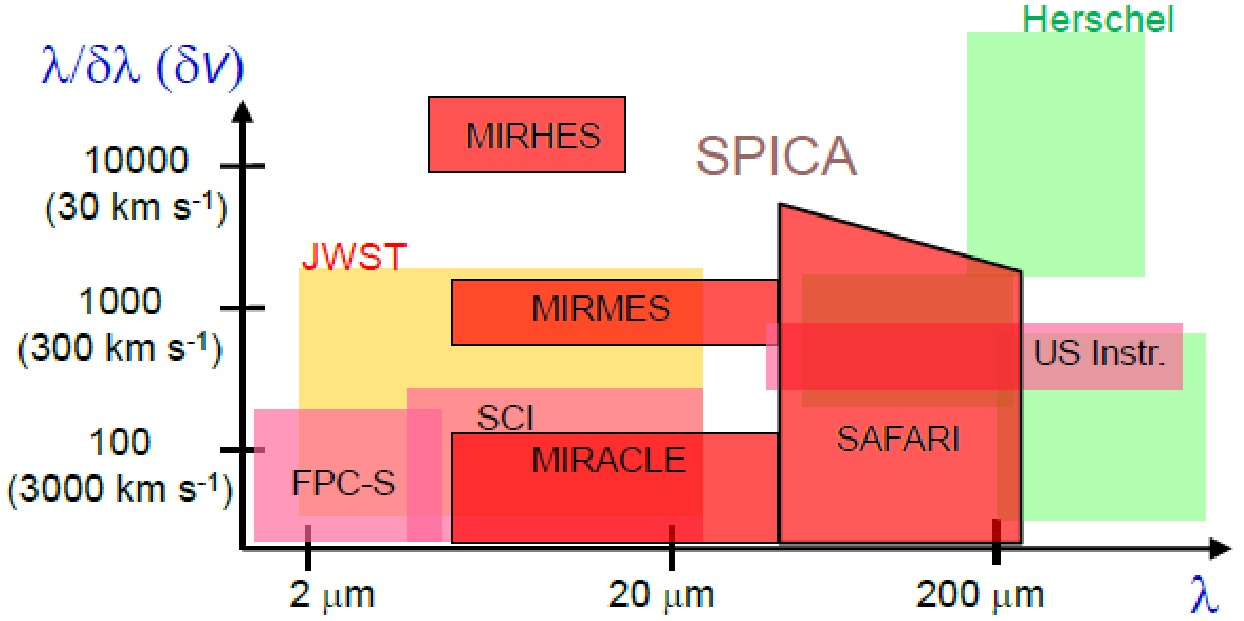 Herschel
λ/δλ (δv)
MIRHES
SPICA
10000
(30 km s⁻¹)
JWST
1000
(300 km s⁻¹)
MIRMES
US Instr.
SCI
100
(3000 km s⁻¹)
MIRACLE
SAFARI
FPC-S
2 μm
20 μm
200 μm
λ